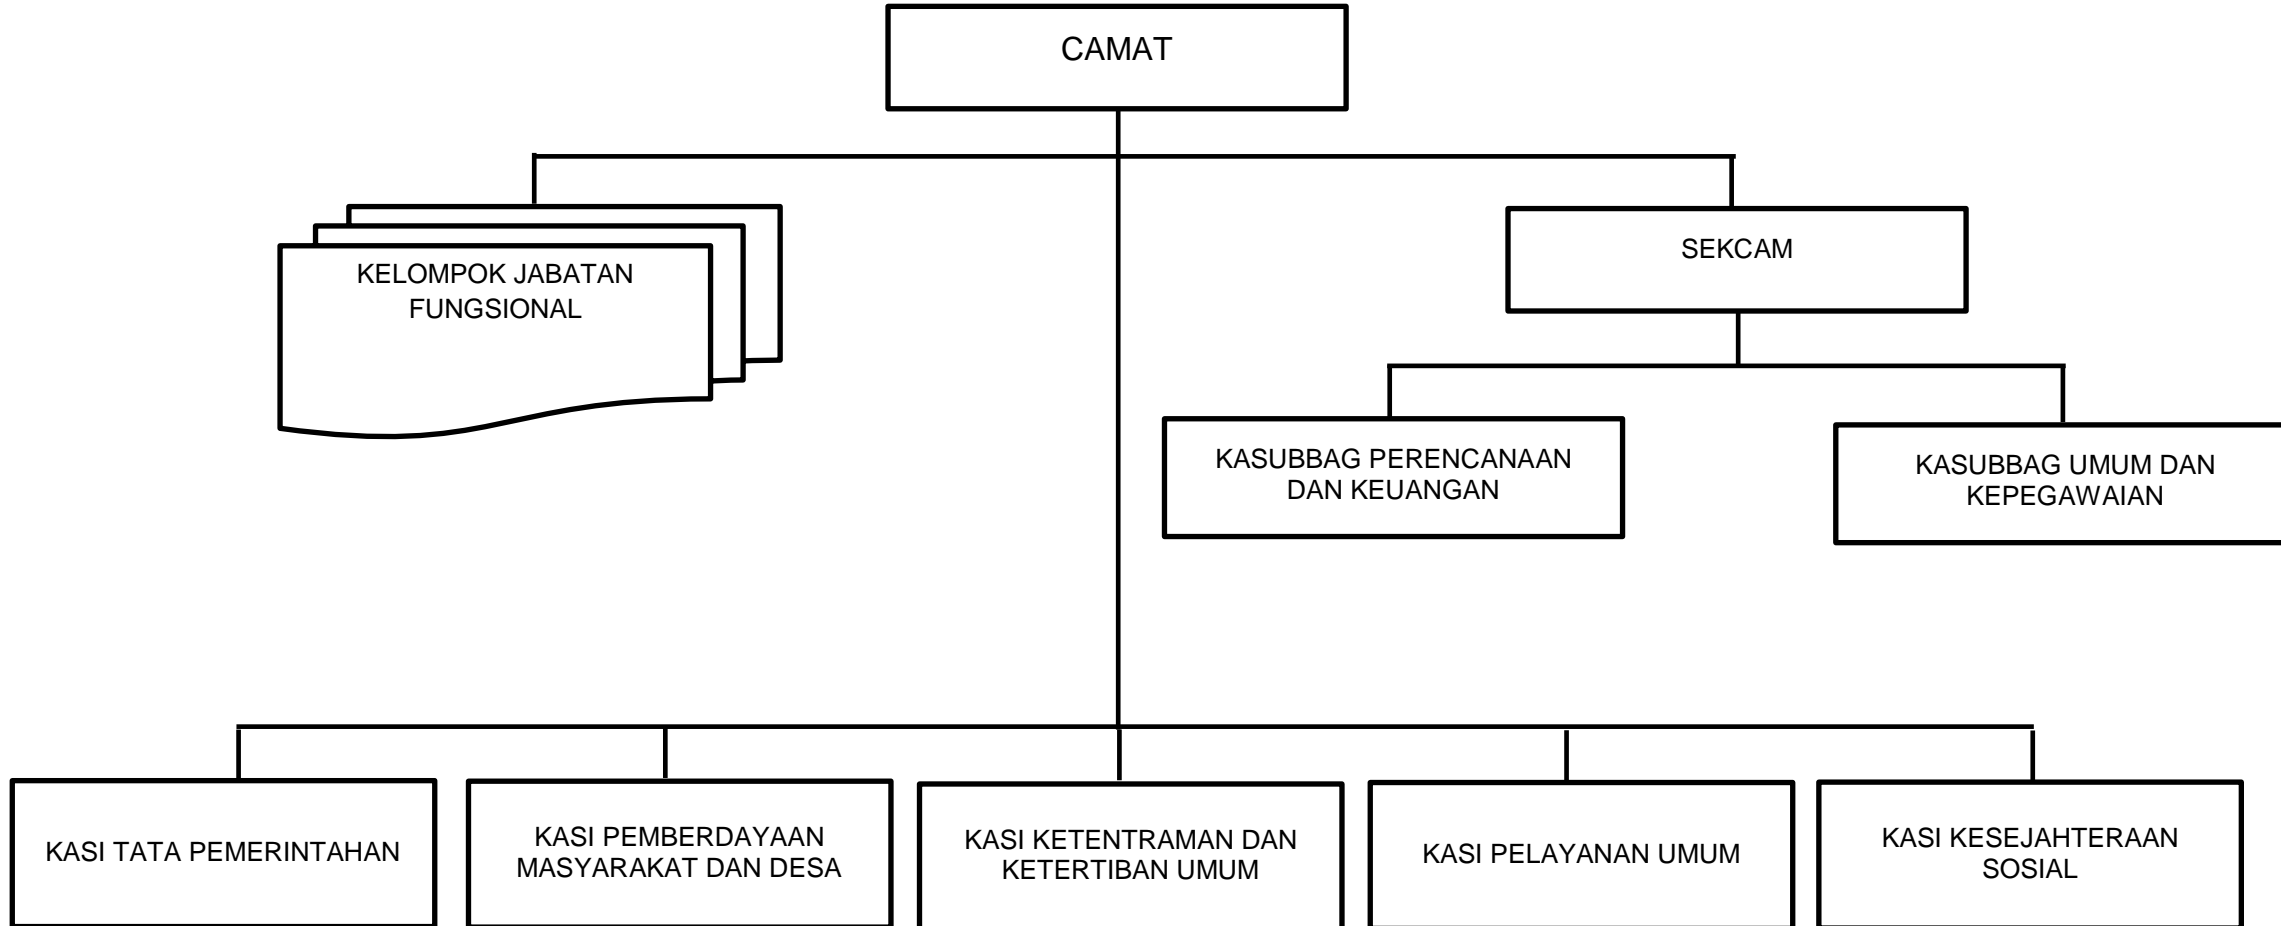 CAMAT
KELOMPOK JABATAN
FUNGSIONAL
SEKCAM
KASUBBAG PERENCANAAN
DAN KEUANGAN
KASUBBAG UMUM DAN
KEPEGAWAIAN
KASI TATA PEMERINTAHAN
KASI PEMBERDAYAAN
MASYARAKAT DAN DESA
KASI KETENTRAMAN DAN
KETERTIBAN UMUM
KASI PELAYANAN UMUM
KASI KESEJAHTERAAN
SOSIAL